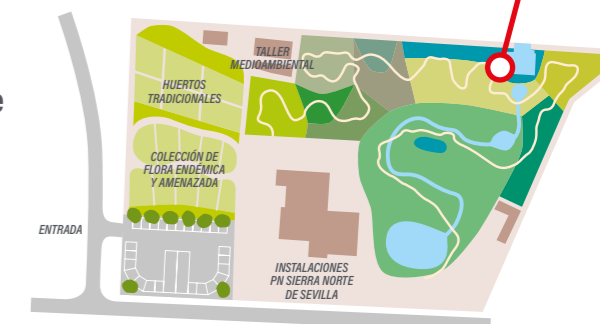 TALLER
MEDIOAMBIENTAL
HUERTOS
TRADICIONALES
COLECCIÓN DE
FLORA ENDÉMICA
Y AMENAZADA
ENTRADA
INSTALACIONES
PN SIERRA NORTE
DE SEVILLA